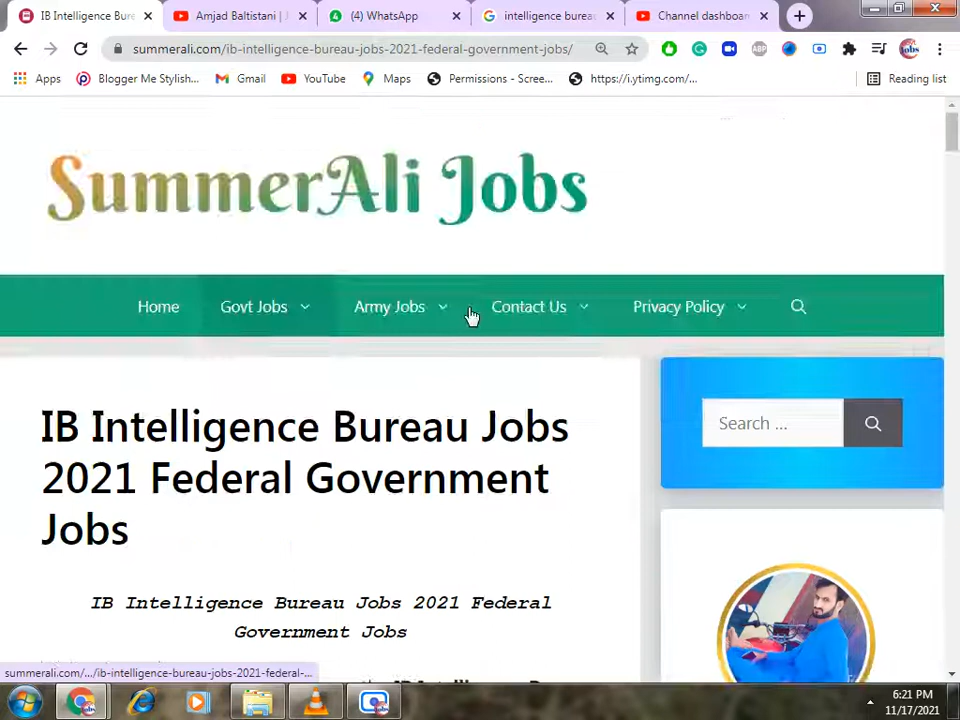 IB Intelligence Bure
Amjad Baltistani | J
(4) WhatsApp
intelligence bureau
Channel dashboar
summerali.com/ib-intelligence-bureau-jobs-2021-federal-government-jobs/
ABP
Apps
Blogger Me Stylish...
Gmail
YouTube
Maps
Permissions - Scree...
https://i.ytimg.com/...
Reading list
SummerAli Jobs
Home
Govt Jobs
Army Jobs
Contact Us
Privacy Policy
IB Intelligence Bureau Jobs
2021 Federal Government
Jobs
Search ...
IB Intelligence Bureau Jobs 2021 Federal
Government Jobs
summerali.com/.../ib-intelligence-bureau-jobs-2021-federal-...
6:21 PM
11/17/2021